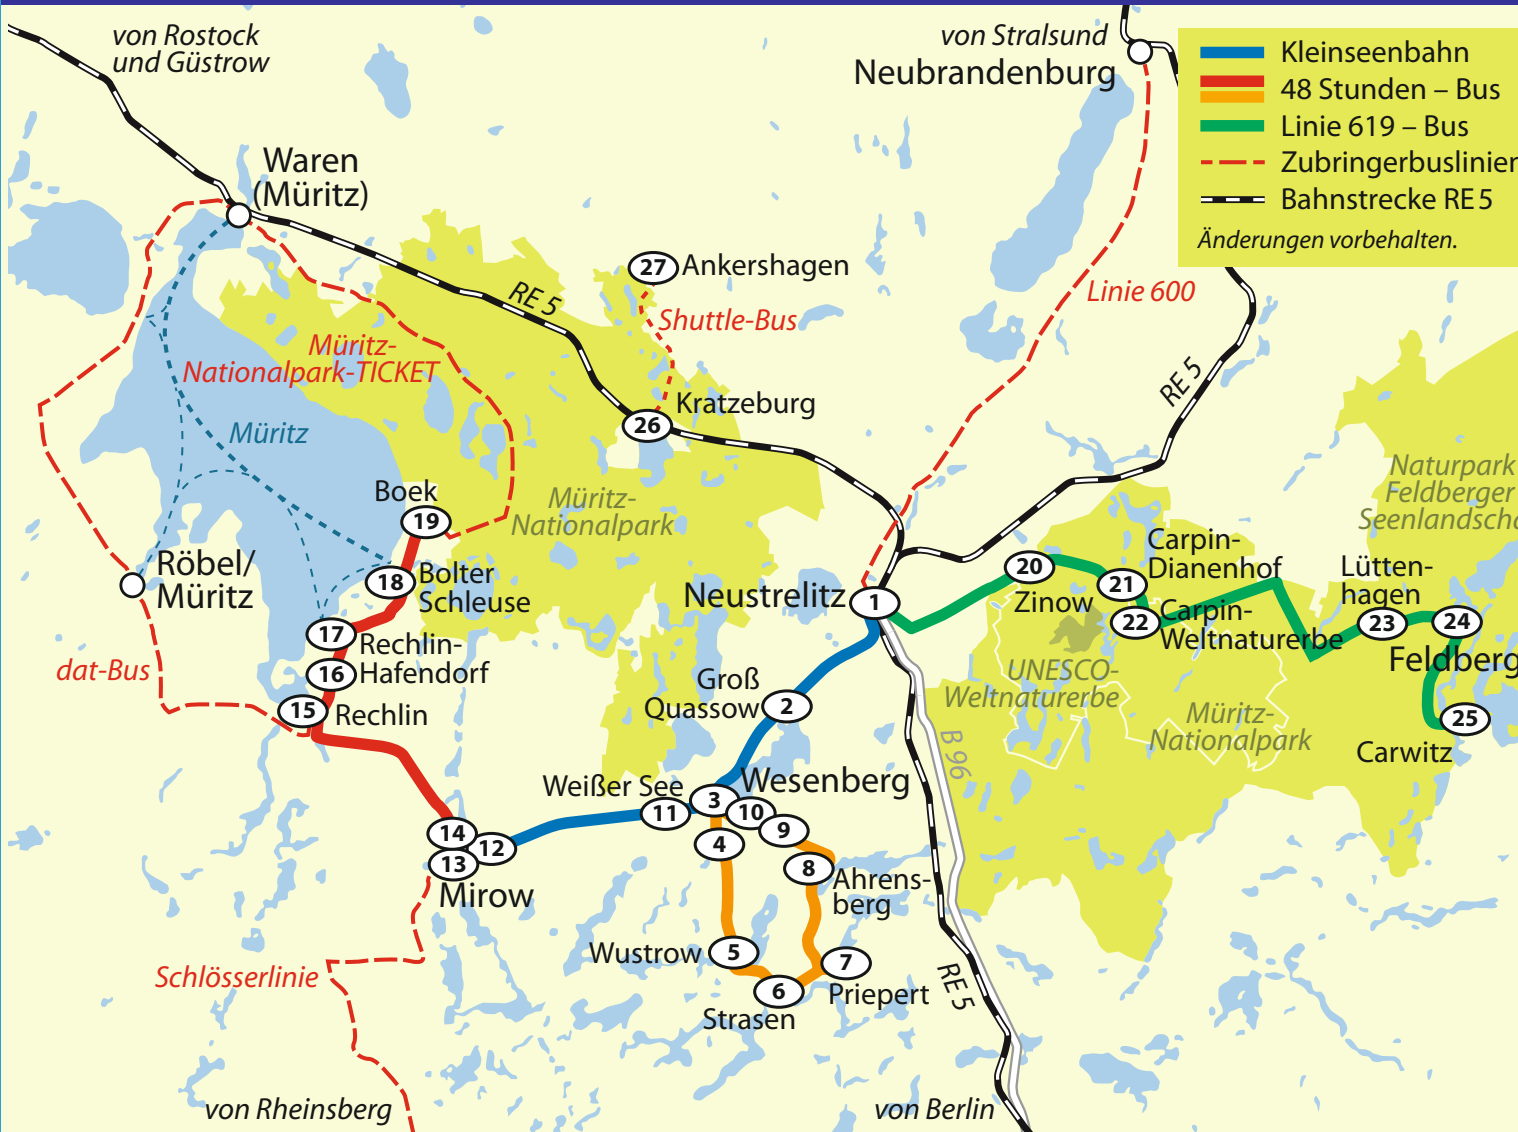 von Rostock
und Güstrow
von Stralsund
Neubrandenburg
Kleinseenbahn
48 Stunden – Bus
Linie 619 – Bus
Zubringerbuslinien
Bahnstrecke RE 5
Änderungen vorbehalten.
Waren
(Müritz)
27
Ankershagen
RE 5
Shuttle-Bus
Linie 600
Müritz-
Nationalpark-TICKET
RE 5
Kratzeburg
26
Müritz
Naturpark
Feldberger
Seenlandscha
Boek
19
Müritz-
Nationalpark
Röbel/
Müritz
18
Bolter
Schleuse
Carpin-
Dianenhof
20
21
Zinow
Lütten-
hagen
Neustrelitz
1
22
Carpin-
Weltnaturerbe
23
24
Feldberg
17
Rechlin-
Hafendorf
16
dat-Bus
15
Rechlin
Groß
Quassow
2
UNESCO-
Weltnaturerbe
Müritz-
Nationalpark
25
Carwitz
B 96
Weißer See
Wesenberg
11
3
10
9
4
14
12
13
Mirow
8
Ahrens-
berg
Wustrow
5
7
Priepert
6
Strasen
Schlösserlinie
RE 5
von Rheinsberg
von Berlin